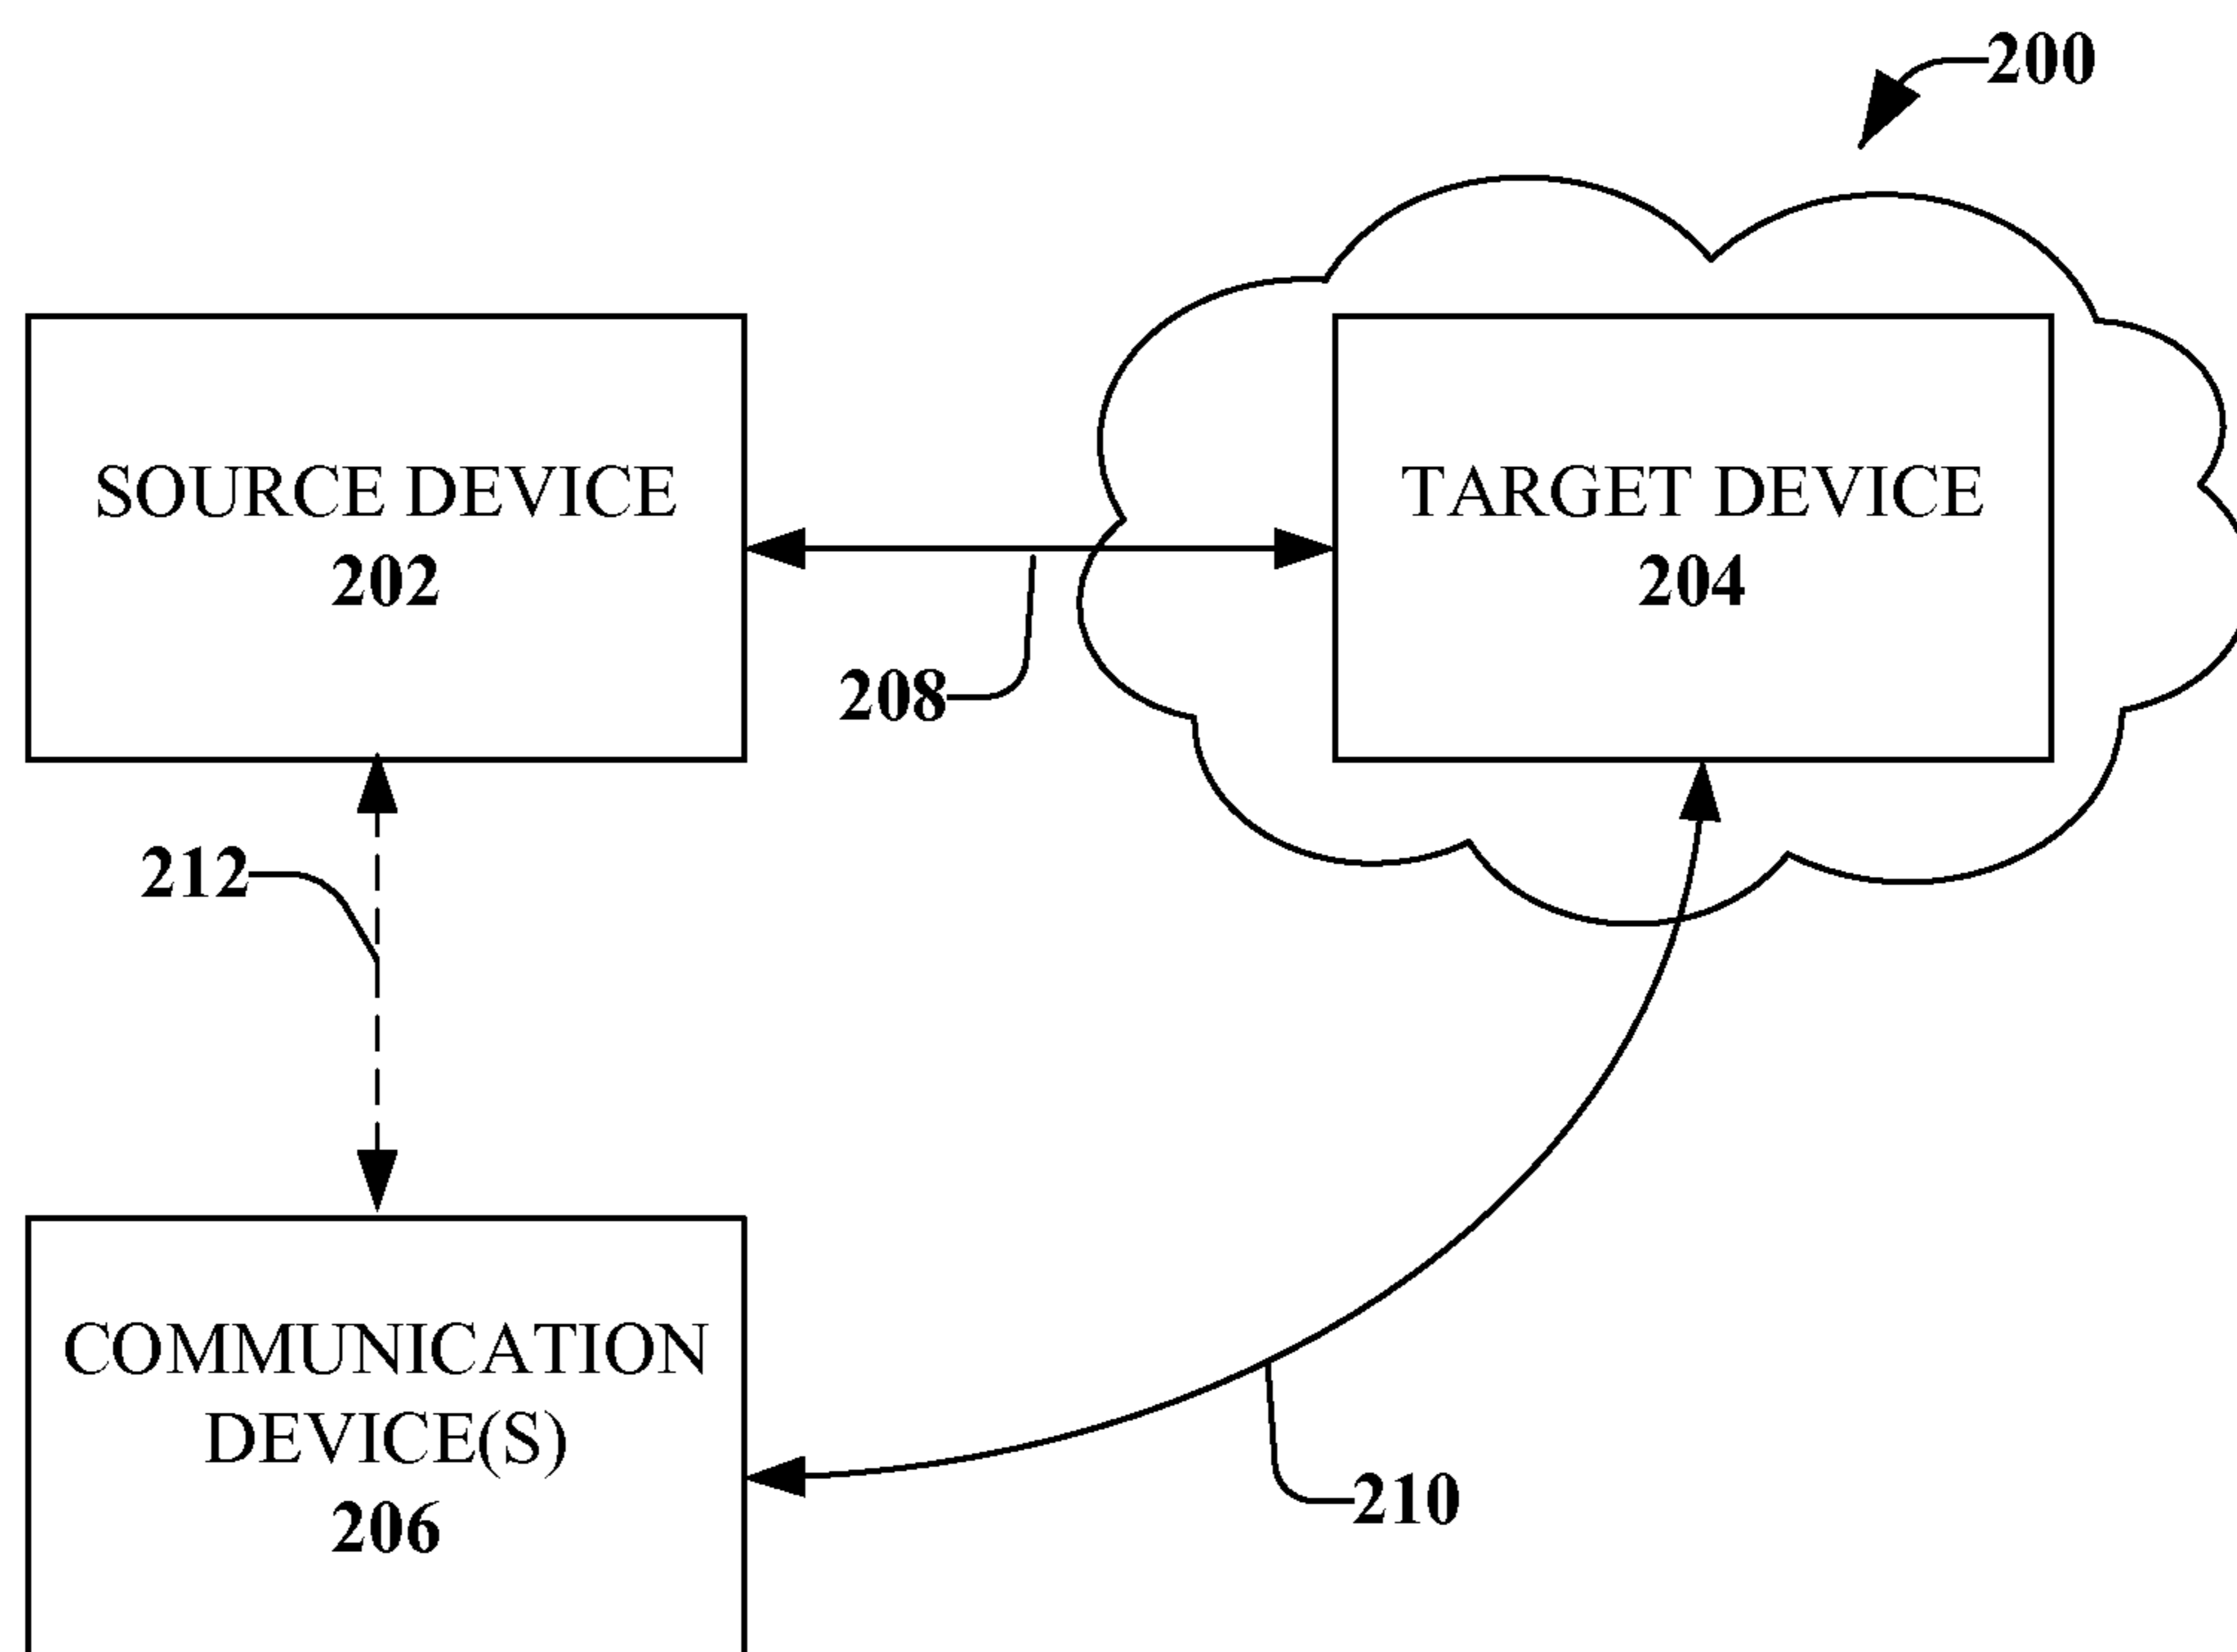 200
SOURCE DEVICE
202
TARGET DEVICE
204
208
212
COMMUNICATION
DEVICE(S)
206
210